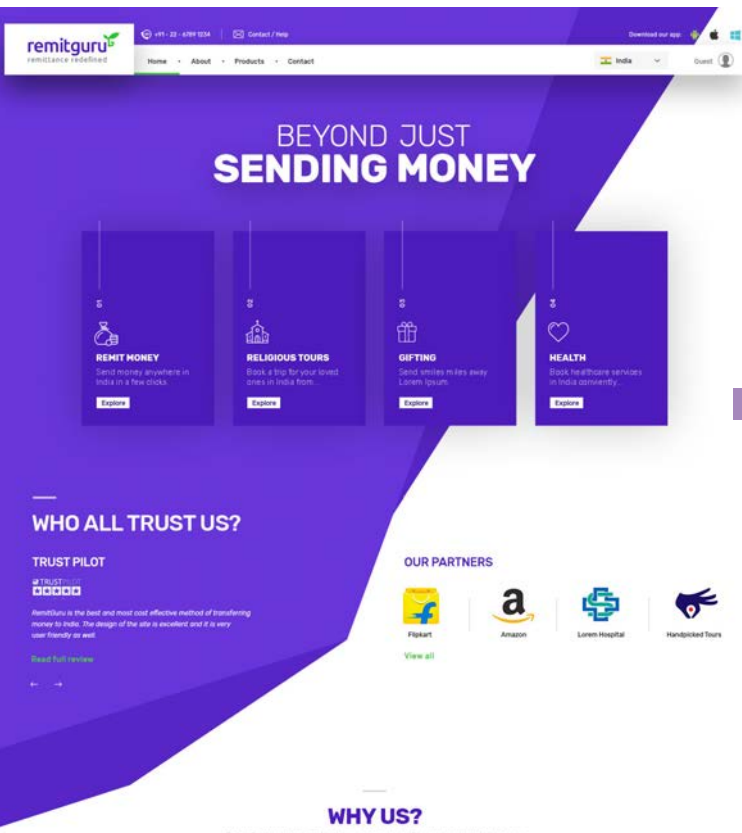 remitguru
remittance redefined
+91 - 22 - 6789 1234
Contact / Help
Download our app:
Home
About
Products
Contact
India
Guest
BEYOND JUST
SENDING MONEY
01
REMIT MONEY
Send money anywhere in
India in a few clicks.
Explore
02
RELIGIOUS TOURS
Book a trip for your loved
ones in India from...
Explore
03
GIFTING
Send smiles miles away
Lorem Ipsum.
Explore
04
HEALTH
Book healthcare services
in India conviently...
Explore
WHO ALL TRUST US?
TRUST PILOT
TRUSTPILOT
RemitGuru is the best and most cost effective method of transferring
money to India. The design of the site is excellent and it is very
user friendly as well.
Read full review
OUR PARTNERS
Flipkart
Amazon
Lorem Hospital
Handpicked Tours
View all
WHY US?